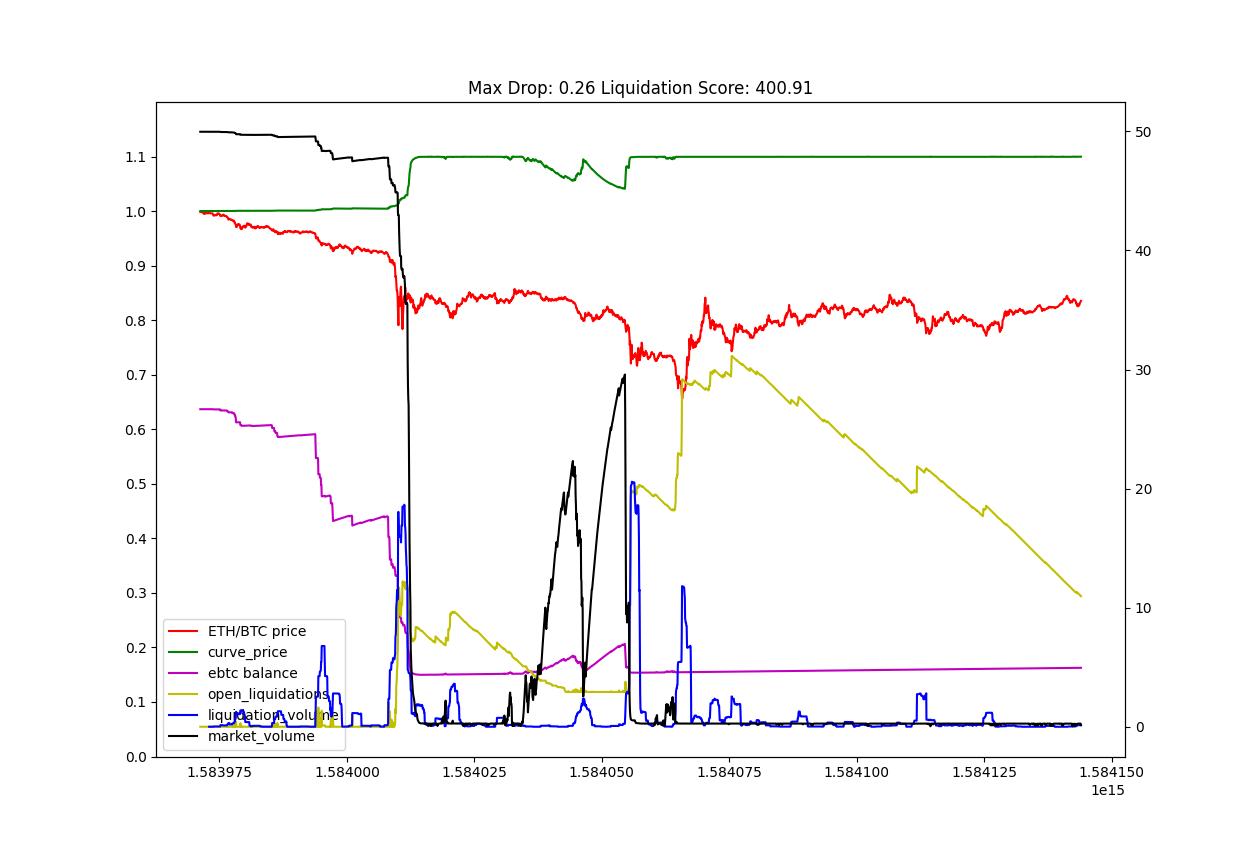 Max Drop: 0.26 Liquidation Score: 400.91
1.1
1.0
0.9
0.8
0.7
0.6
0.5
0.4
0.3
0.2
0.1
0.0
50
40
30
20
10
0
ETH/BTC price
curve_price
ebtc balance
open_liquidations
liquidation_volume
market_volume
1.583975 1.584000 1.584025 1.584050 1.584075 1.584100 1.584125 1.584150
1e15